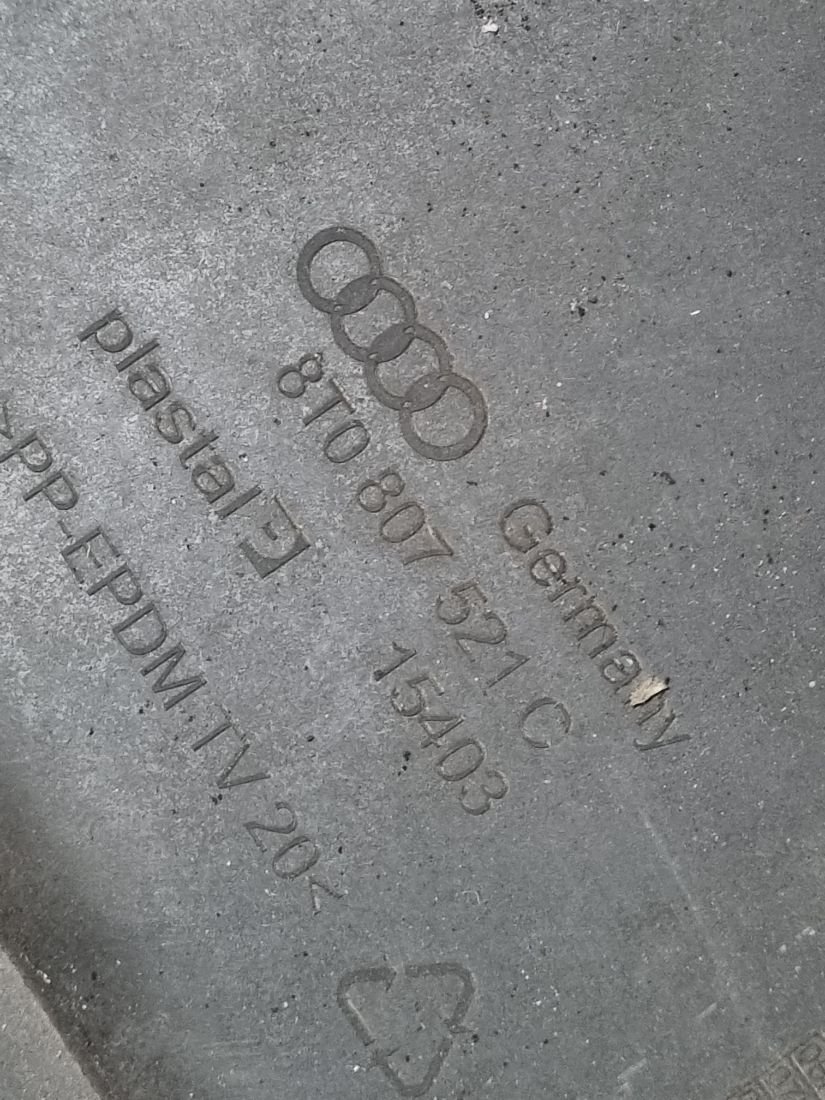 Germany
8T0 807 521 C
15403
plastal
>PP-EPDM-TV 20<